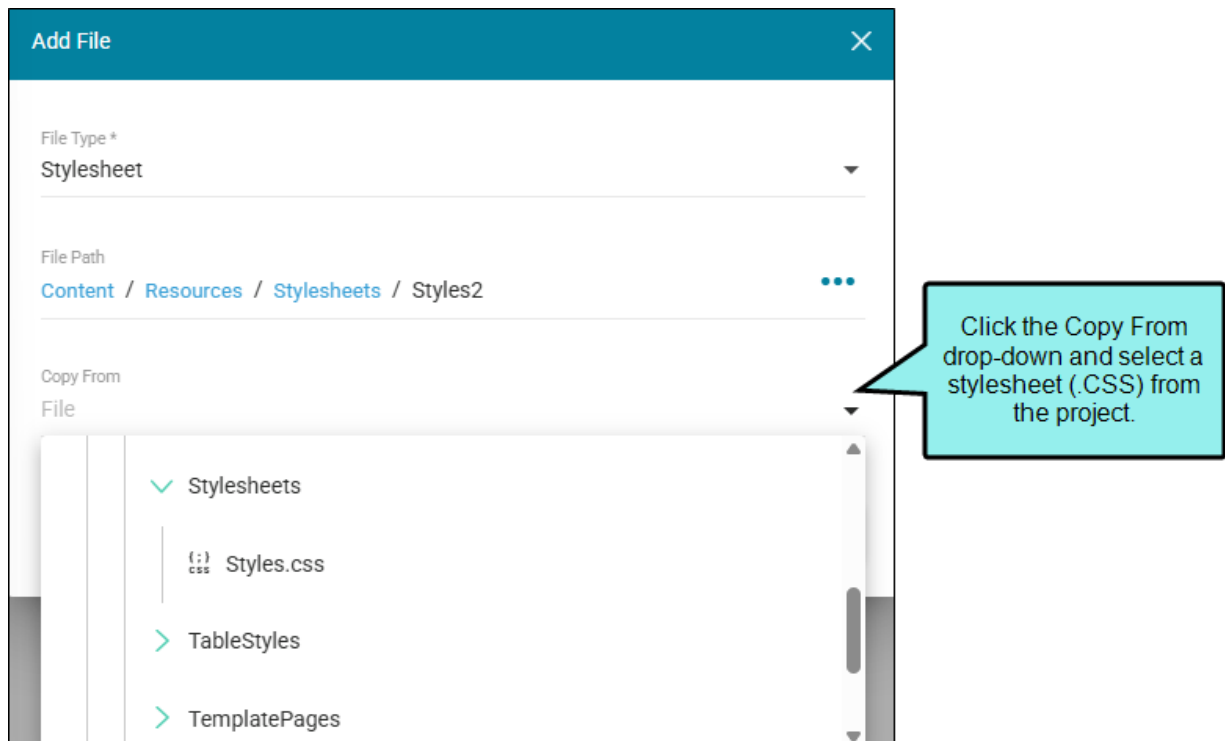 Add File
File Type *
Stylesheet
File Path
Content / Resources / Stylesheets / Styles2
Click the Copy From
drop-down and select a
stylesheet (.CSS) from
the project.
Copy From
File
Stylesheets
{;} css Styles.css
TableStyles
TemplatePages